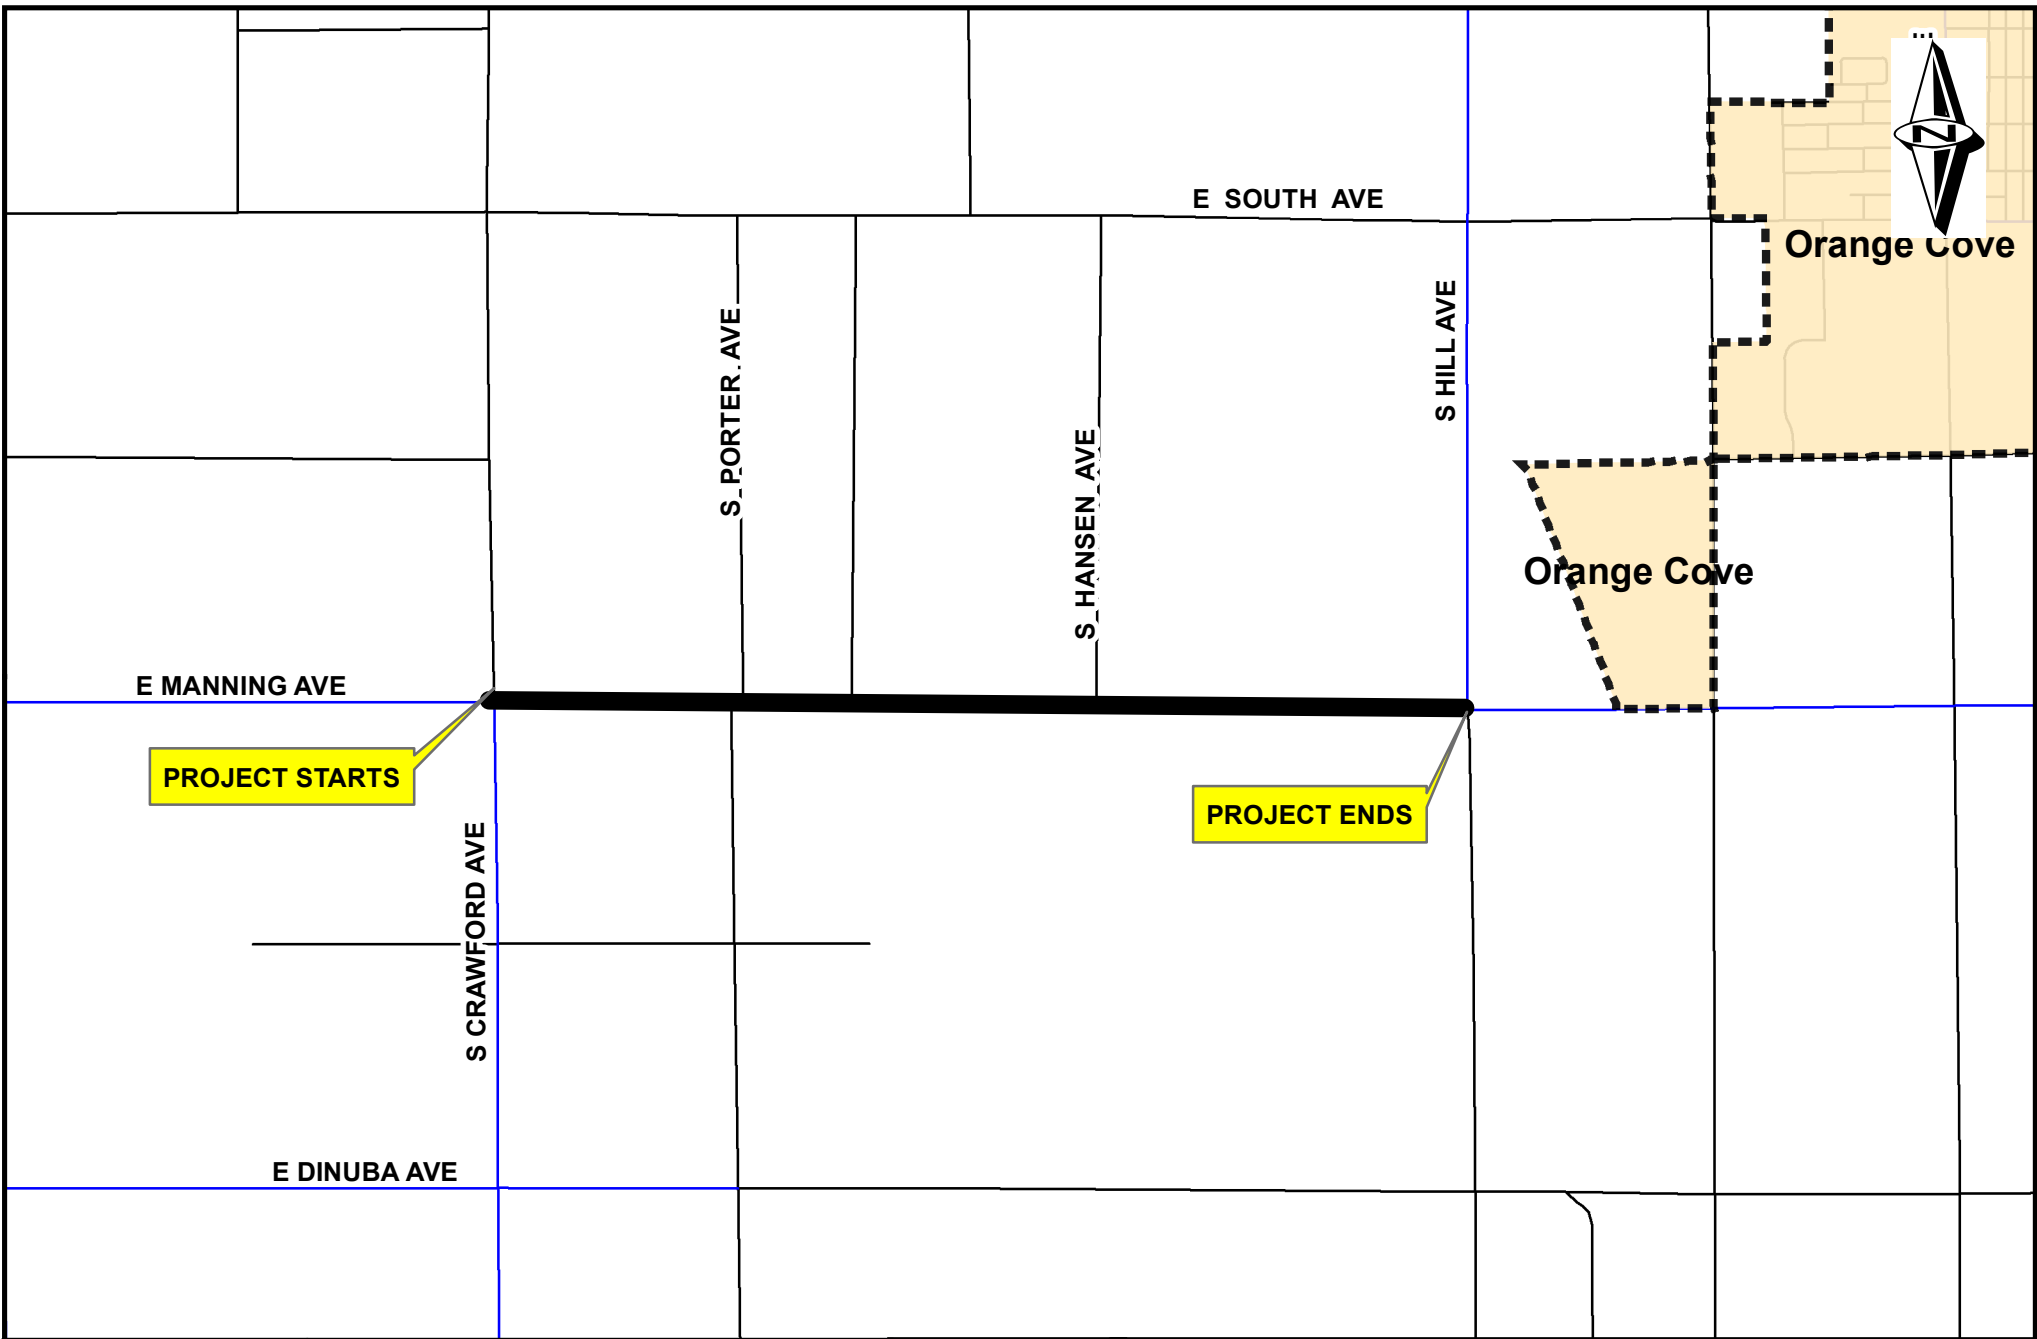 E SOUTH AVE
Orange Cove
S PORTER AVE
S HILL AVE
S HANSEN AVE
Orange Cove
E MANNING AVE
PROJECT STARTS
PROJECT ENDS
S CRAWFORD AVE
E DINUBA AVE
N